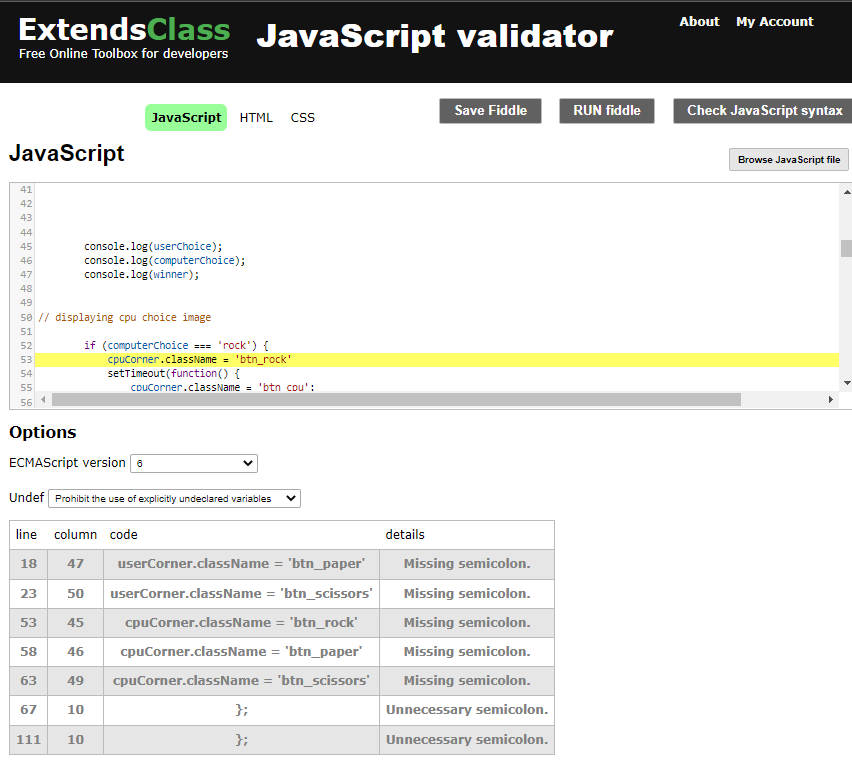 ExtendsClass
Free Online Toolbox for developers
JavaScript validator
About My Account
JavaScript HTML CSS
Save Fiddle RUN fiddle Check JavaScript syntax
JavaScript
Browse JavaScript file
41
42
43
44
45 console.log(userChoice);
46 console.log(computerChoice);
47 console.log(winner);
48
49
50 // displaying cpu choice image
51
52 if (computerChoice === 'rock') {
53 cpuCorner.className = 'btn_rock'
54 setTimeout(function() {
55 cpuCorner.className = 'btn_cpu';
56
Options
ECMAScript version 6
Undef Prohibit the use of explicitly undeclared variables
line column code details
18 47 userCorner.className = 'btn_paper' Missing semicolon.
23 50 userCorner.className = 'btn_scissors' Missing semicolon.
53 45 cpuCorner.className = 'btn_rock' Missing semicolon.
58 46 cpuCorner.className = 'btn_paper' Missing semicolon.
63 49 cpuCorner.className = 'btn_scissors' Missing semicolon.
67 10 }; Unnecessary semicolon.
111 10 }; Unnecessary semicolon.